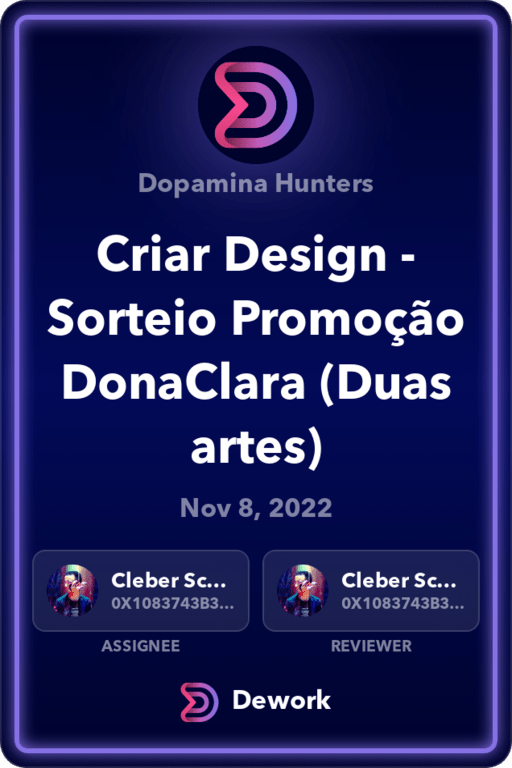 Dopamina Hunters
Criar Design -
Sorteio Promoção
DonaClara (Duas
artes)
Nov 8, 2022
Cleber Sc...
0X1083743B3...
ASSIGNEE
Cleber Sc...
0X1083743B3...
REVIEWER
Dework